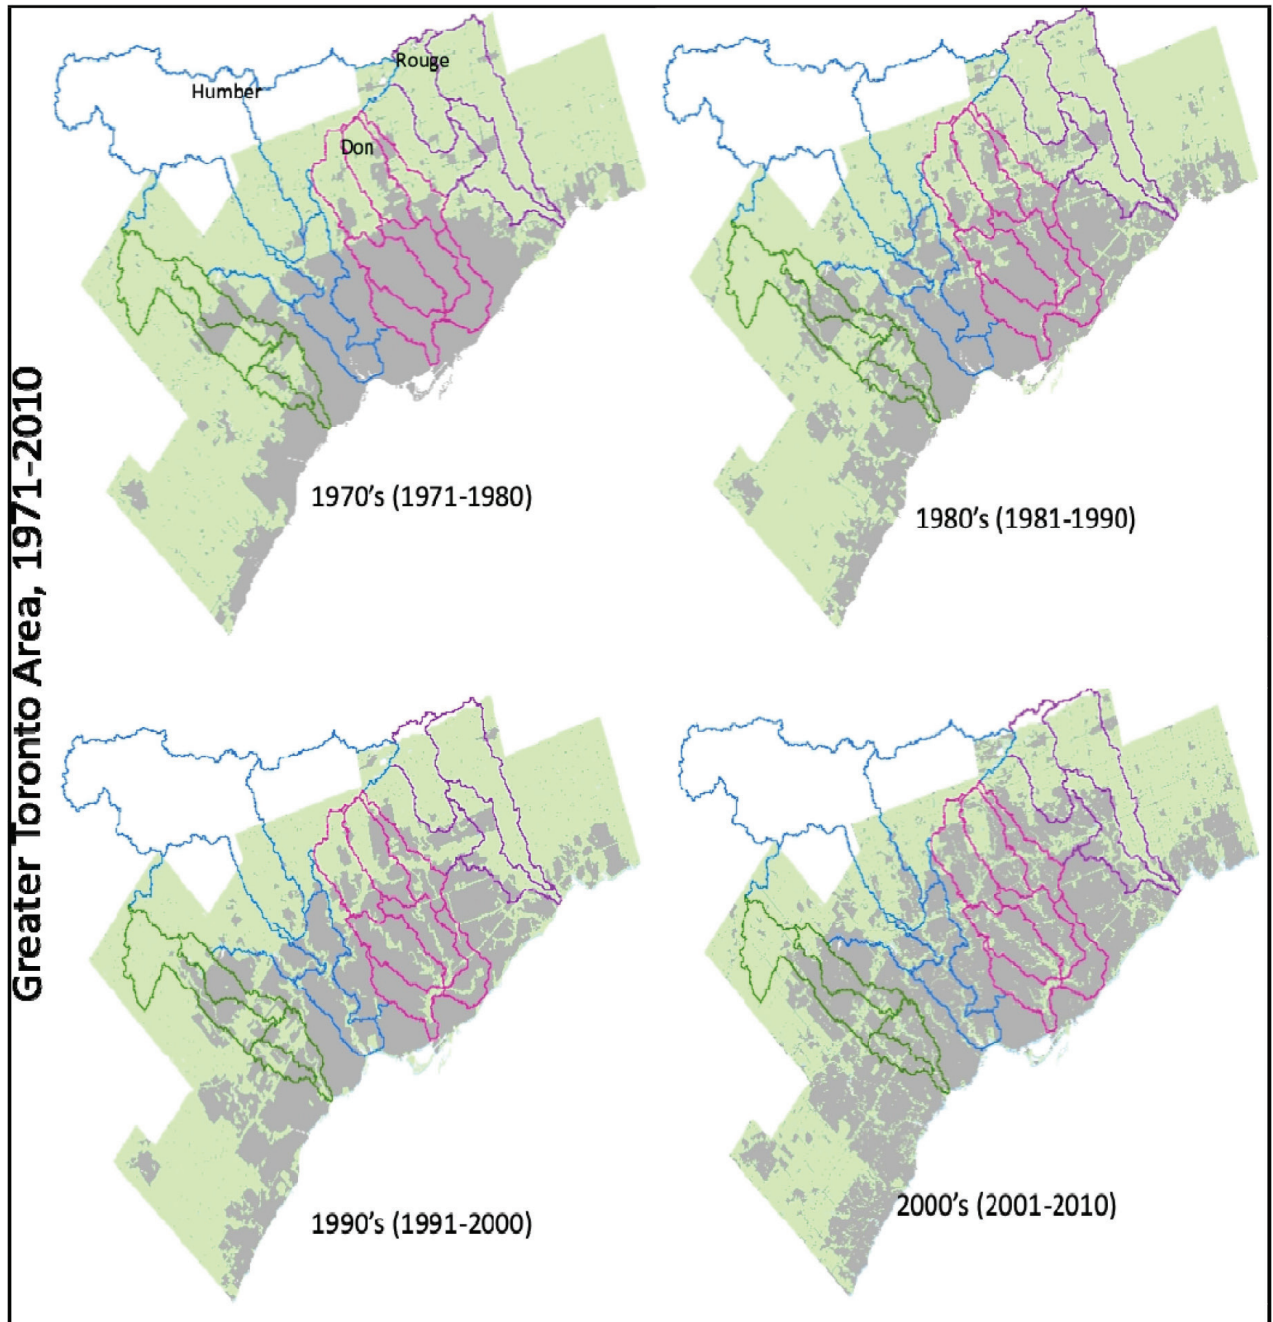 Greater Toronto Area, 1971-2010
Rouge
Humber
Don
1970's (1971-1980)
1980's (1981-1990)
1990's (1991-2000)
2000's (2001-2010)